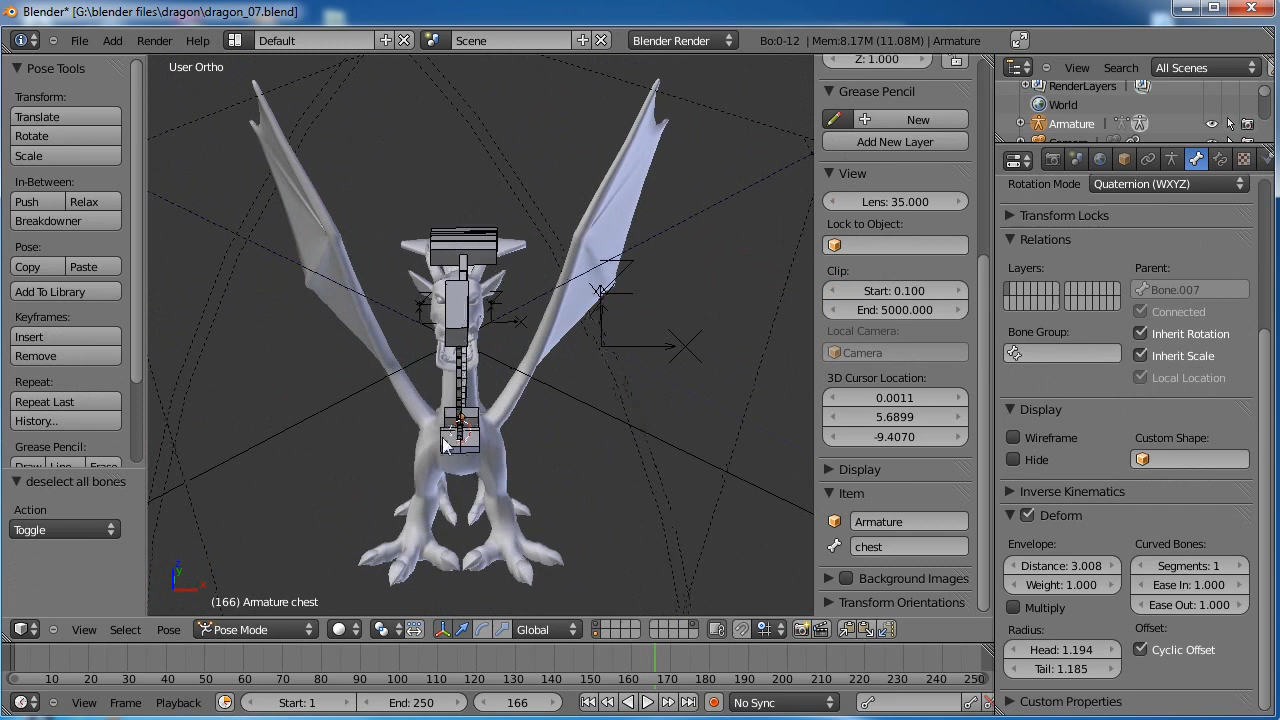 Blender* [G:\blender files\dragon\dragon_07.blend]
File Add Render Help Default Scene Blender Render Bo:0-12 | Mem:8.17M (11.08M) | Armature
Pose Tools
Transform:
Translate
Rotate
Scale
In-Between:
Push Relax
Breakdowner
Pose:
Copy Paste
Add To Library
Keyframes:
Insert
Remove
Repeat:
Repeat Last
History...
Grease Pencil:
Draw Line Erase
deselect all bones
Action
Toggle
User Ortho
z
y
x
(166) Armature chest
Z: 1.000
Grease Pencil
New
Add New Layer
View
Lens: 35.000
Lock to Object:
Clip:
Start: 0.100
End: 5000.000
Local Camera:
Camera
3D Cursor Location:
0.0011
5.6899
-9.4070
Display
Item
Armature
chest
Background Images
Transform Orientations
View Search All Scenes
RenderLayers
World
Armature
Rotation Mode Quaternion (WXYZ)
Transform Locks
Relations
Layers: Parent:
Bone.007
Connected
Bone Group: Inherit Rotation
Inherit Scale
Local Location
Display
Wireframe Custom Shape:
Hide
Inverse Kinematics
Deform
Envelope: Curved Bones:
Distance: 3.008 Segments: 1
Weight: 1.000 Ease In: 1.000
Multiply Ease Out: 1.000
Radius: Offset:
Head: 1.194 Cyclic Offset
Tail: 1.185
Custom Properties
View Select Pose Pose Mode Global
10 20 30 40 50 60 70 80 90 100 110 120 130 140 150 160 170 180 190 200 210 220 230 240 250
View Frame Playback Start: 1 End: 250 166 No Sync